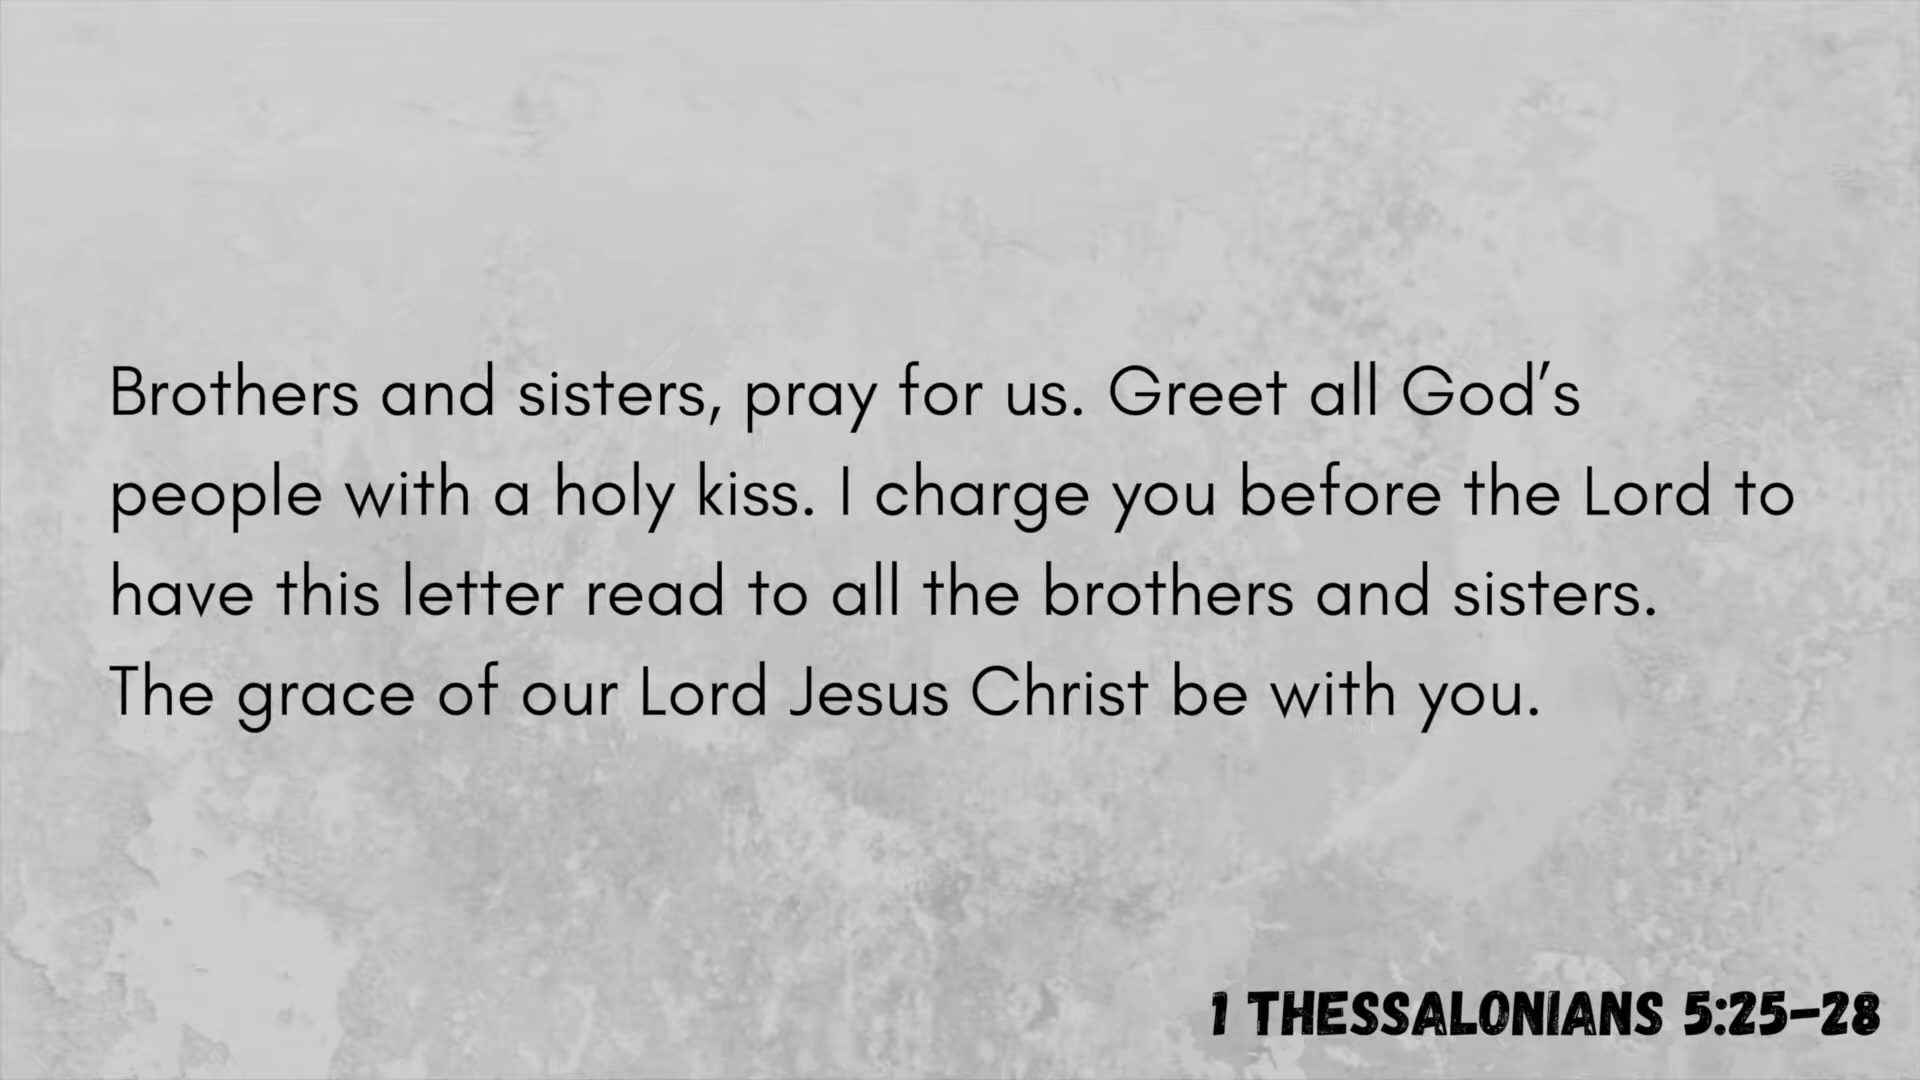 Brothers and sisters, pray for us. Greet all God’s
people with a holy kiss. I charge you before the Lord to
have this letter read to all the brothers and sisters.
The grace of our Lord Jesus Christ be with you.
1 THESSALONIANS 5:25–28